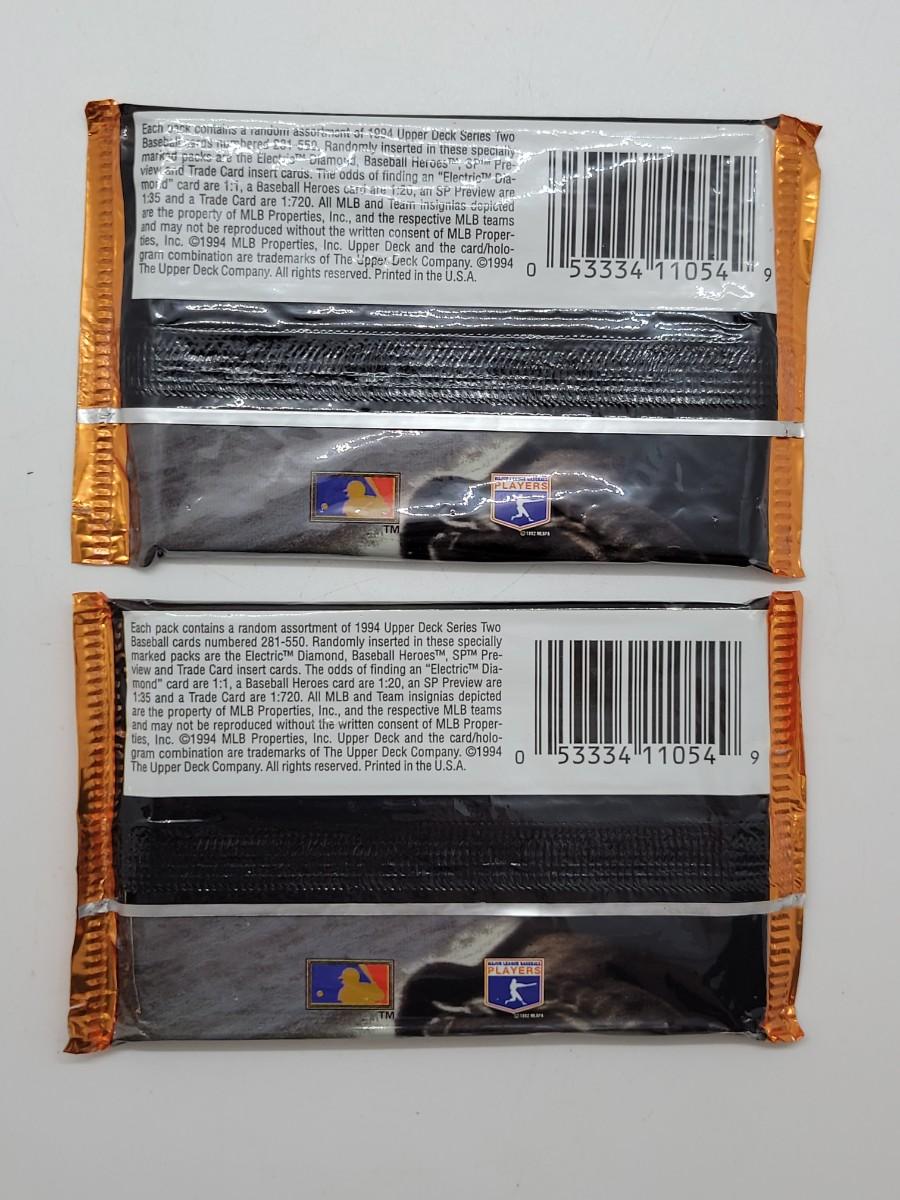 Each pack contains a random assortment of 1994 Upper Deck Series Two
Baseball cards numbered 281-550. Randomly inserted in these specially
marked packs are the Electric™ Diamond, Baseball Heroes™, SP™ Pre-
view and Trade Card insert cards. The odds of finding an "Electric™ Dia-
mond" card are 1:1, a Baseball Heroes card are 1:20, an SP Preview are
1:35 and a Trade Card are 1:720. All MLB and Team insignias depicted
are the property of MLB Properties, Inc., and the respective MLB teams
and may not be reproduced without the written consent of MLB Proper-
ties, Inc. ©1994 MLB Properties, Inc. Upper Deck and the card/holo-
gram combination are trademarks of The Upper Deck Company. ©1994
The Upper Deck Company. All rights reserved. Printed in the U.S.A.
0 53334 11054 9
TM
MAJOR LEAGUE BASEBALL
PLAYERS
© 1992 MLBPA
Each pack contains a random assortment of 1994 Upper Deck Series Two
Baseball cards numbered 281-550. Randomly inserted in these specially
marked packs are the Electric™ Diamond, Baseball Heroes™, SP™ Pre-
view and Trade Card insert cards. The odds of finding an "Electric™ Dia-
mond" card are 1:1, a Baseball Heroes card are 1:20, an SP Preview are
1:35 and a Trade Card are 1:720. All MLB and Team insignias depicted
are the property of MLB Properties, Inc., and the respective MLB teams
and may not be reproduced without the written consent of MLB Proper-
ties, Inc. ©1994 MLB Properties, Inc. Upper Deck and the card/holo-
gram combination are trademarks of The Upper Deck Company. ©1994
The Upper Deck Company. All rights reserved. Printed in the U.S.A.
0 53334 11054 9
TM
MAJOR LEAGUE BASEBALL
PLAYERS
© 1992 MLBPA